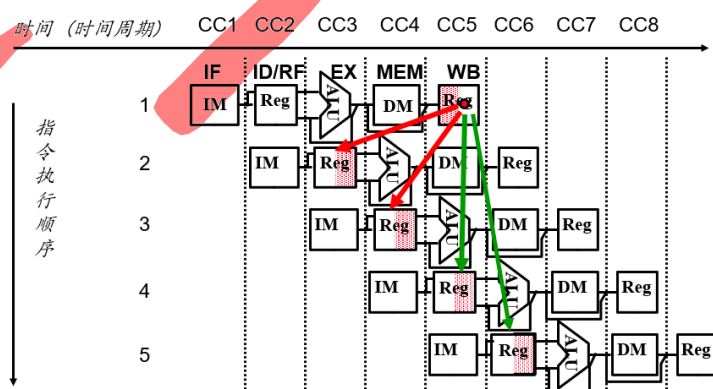 时间 (时间周期) CC1 CC2 CC3 CC4 CC5 CC6 CC7 CC8
IF ID/RF EX MEM WB
1 IM Reg ALU DM Reg
指令执行顺序
2 IM Reg ALU DM Reg
3 IM Reg ALU DM Reg
4 IM Reg ALU DM Reg
5 IM Reg ALU DM Reg